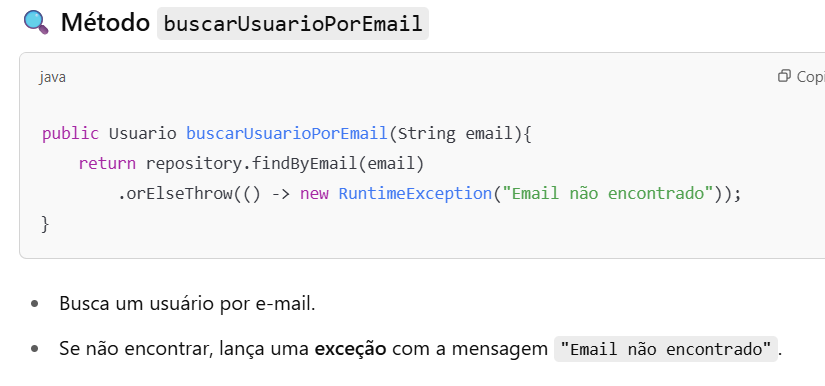 🔍 Método buscarUsuarioPorEmail
java
Copi
public Usuario buscarUsuarioPorEmail(String email){
    return repository.findByEmail(email)
        .orElseThrow(() -> new RuntimeException("Email não encontrado"));
}
• Busca um usuário por e-mail.
• Se não encontrar, lança uma exceção com a mensagem "Email não encontrado".